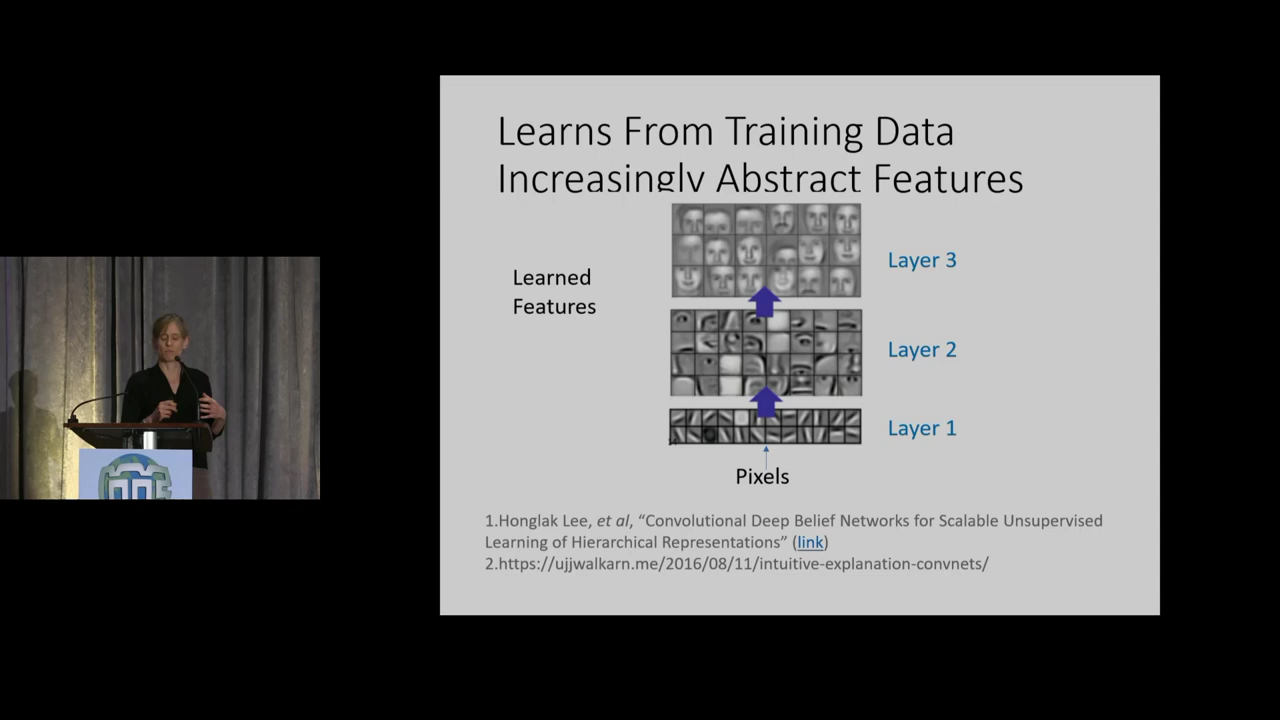 Learns From Training Data
Increasingly Abstract Features
Learned
Features
Layer 3
Layer 2
Layer 1
Pixels
1.Honglak Lee, et al, “Convolutional Deep Belief Networks for Scalable Unsupervised
Learning of Hierarchical Representations” (link)
2.https://ujjwalkarn.me/2016/08/11/intuitive-explanation-convnets/